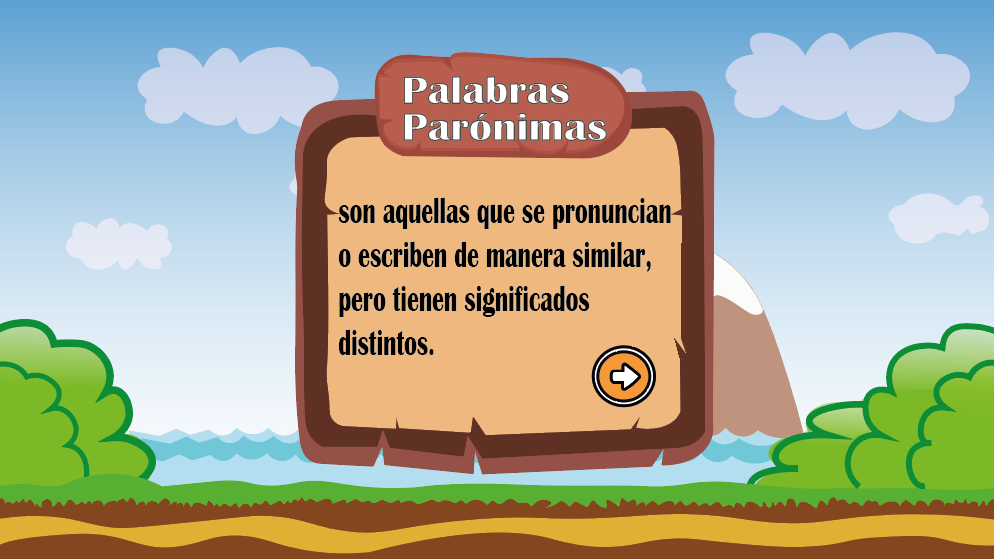 Palabras
Parónimas
son aquellas que se pronuncian
o escriben de manera similar,
pero tienen significados
distintos.